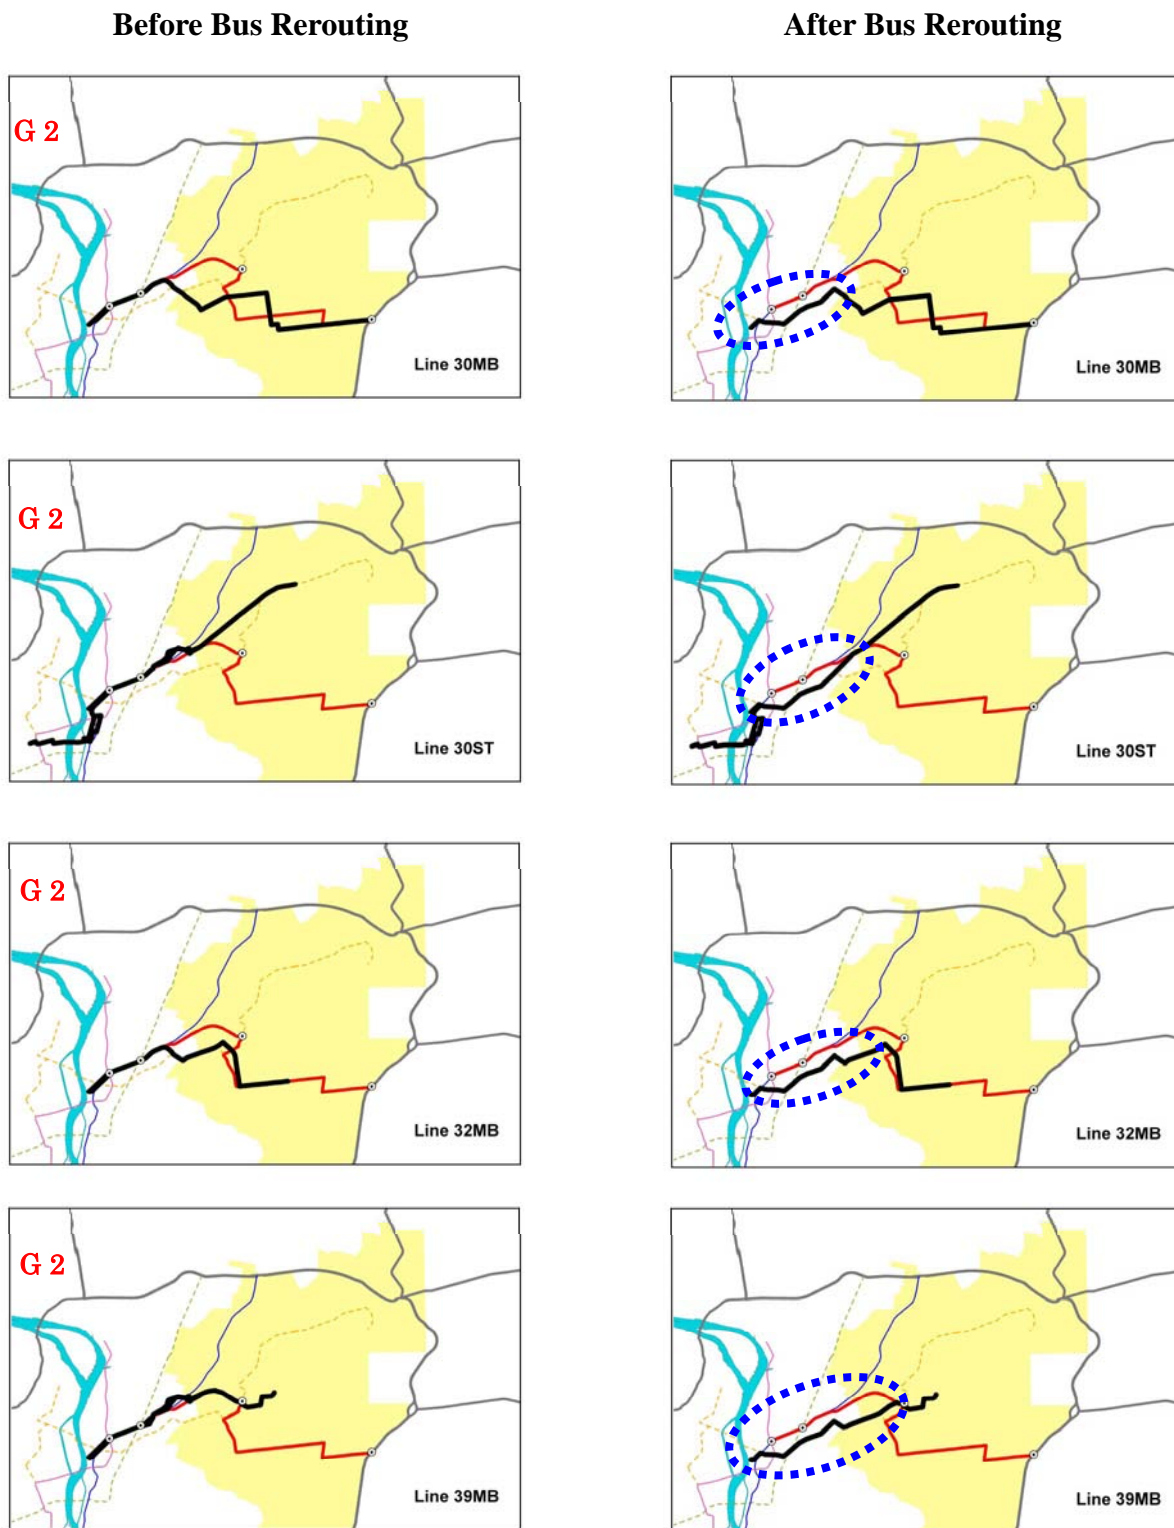 Before Bus Rerouting
After Bus Rerouting
G 2
Line 30MB
Line 30MB
G 2
Line 30ST
Line 30ST
G 2
Line 32MB
Line 32MB
G 2
Line 39MB
Line 39MB